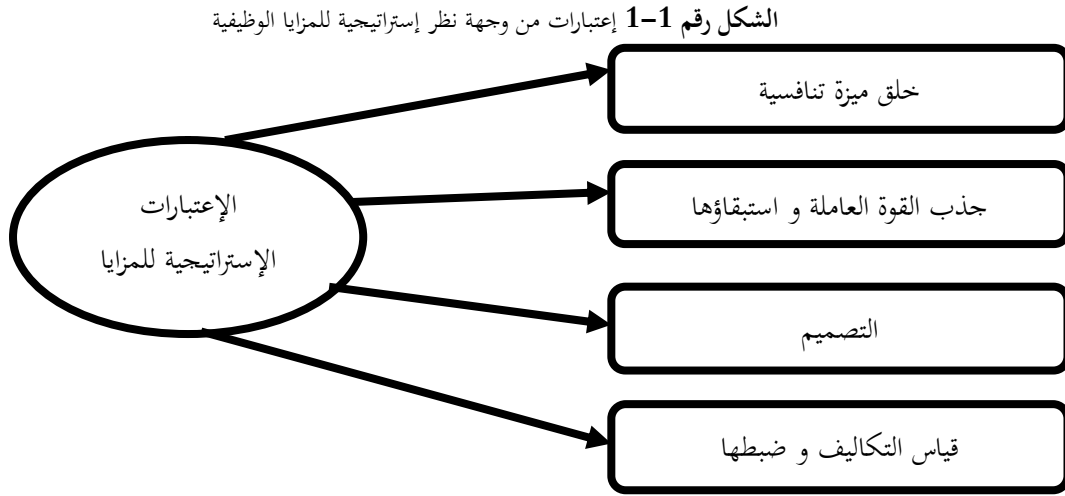 الشكل رقم 1–1 إعتبارات من وجهة نظر إستراتيجية للمزايا الوظيفية
خلق ميزة تنافسية
جذب القوة العاملة و استبقاؤها
الإعتبارات
الإستراتيجية للمزايا
التصميم
قياس التكاليف و ضبطها